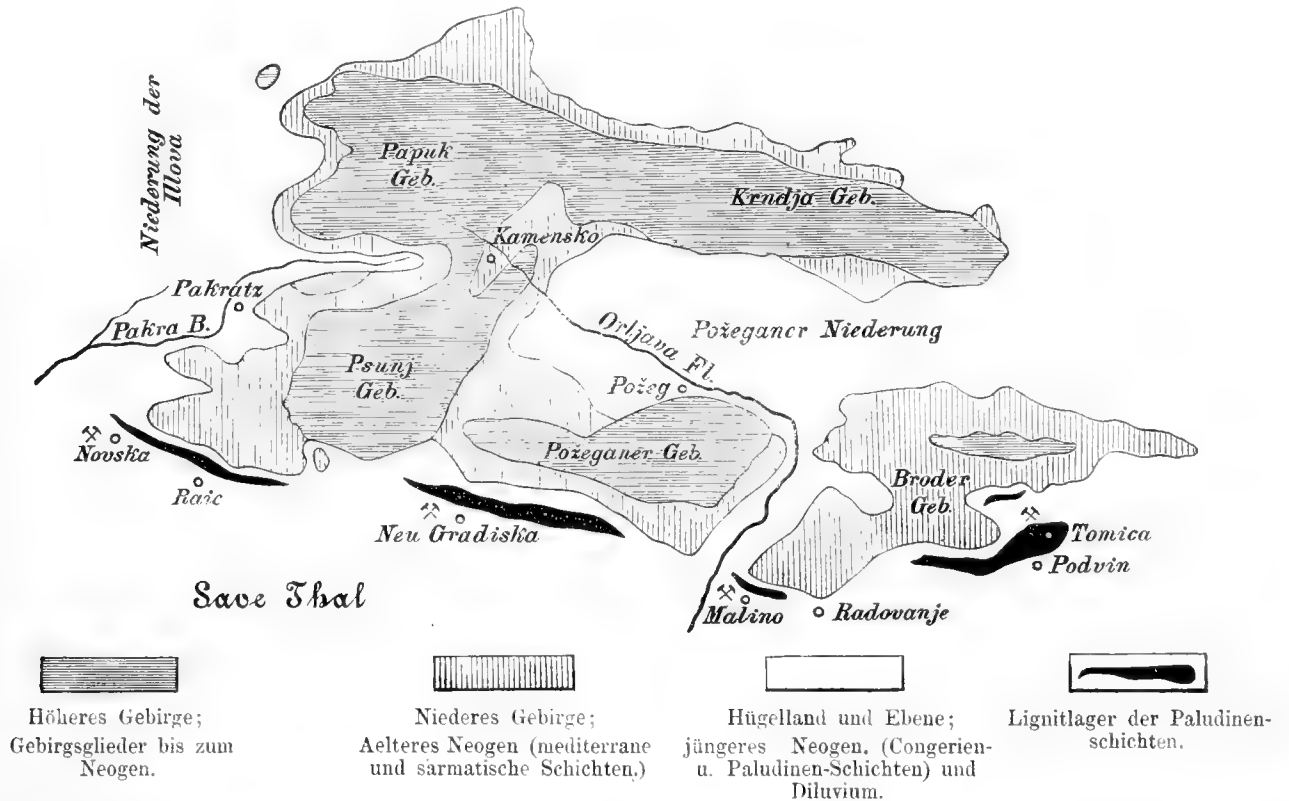 Niederung der
Illova
Papuk
Geb.
Krndja Geb.
Kamensko
Pakratz
Pakra B.
Orljava Fl.
Požeganer Niederung
Psunj
Geb.
Požeg
Požeganer Geb.
Novska
Raic
Neu Gradiska
Broder
Geb.
Tomica
Podvin
Save Thal
Malino
Radovanje
Höheres Gebirge;
Gebirgsglieder bis zum
Neogen.
Niederes Gebirge;
Aelteres Neogen (mediterrane
und sarmatische Schichten.)
Hügelland und Ebene;
jüngeres Neogen. (Congerien-
u. Paludinen-Schichten) und
Diluvium.
Lignitlager der Paludinen-
schichten.